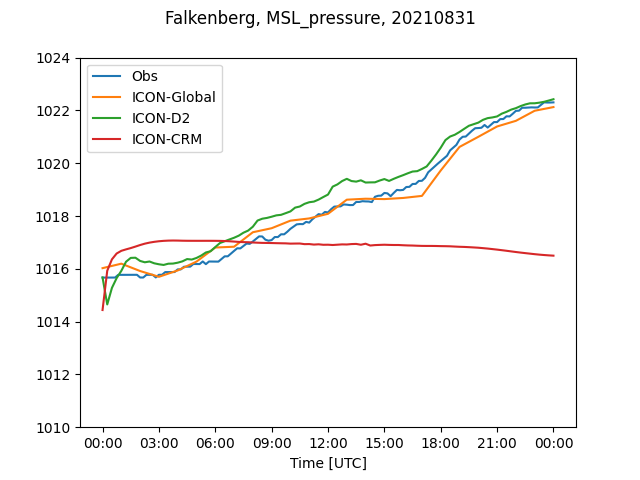 Falkenberg, MSL_pressure, 20210831
1024
1022
1020
1018
1016
1014
1012
1010
Obs
ICON-Global
ICON-D2
ICON-CRM
00:00 03:00 06:00 09:00 12:00 15:00 18:00 21:00 00:00
Time [UTC]